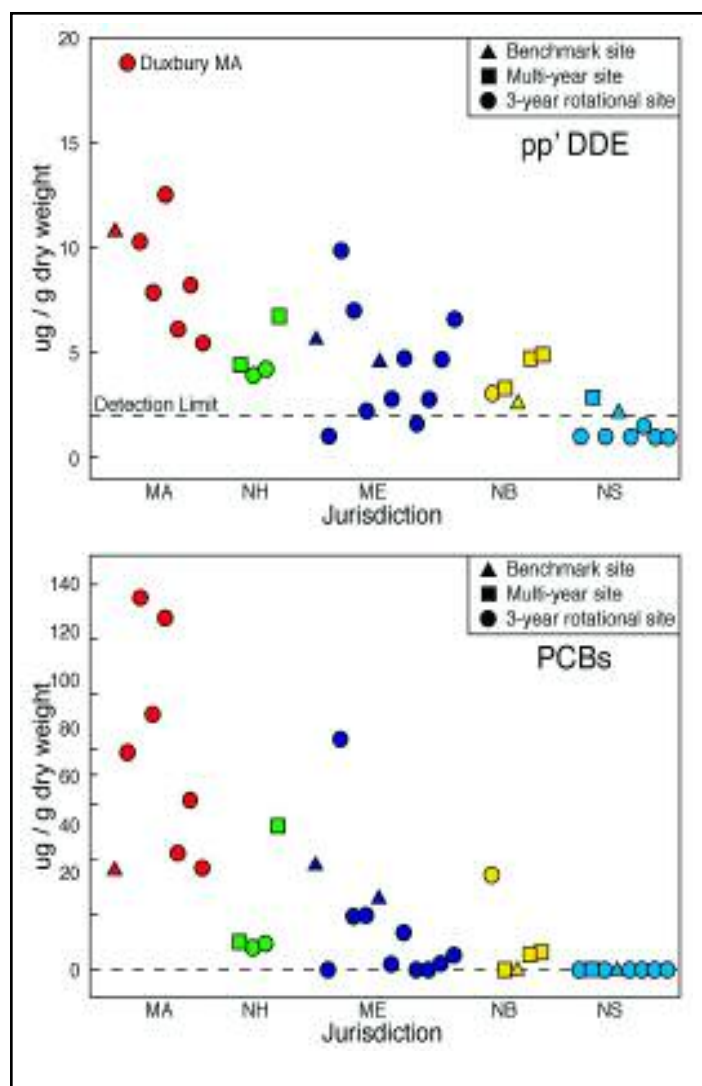 20
Duxbury MA
Benchmark site
Multi-year site
3-year rotational site
pp' DDE
15
10
ug / g dry weight
5
Detection Limit
0
MA NH ME NB NS
Jurisdiction
Benchmark site
Multi-year site
3-year rotational site
PCBs
140
120
100
80
60
40
20
0
ug / g dry weight
MA NH ME NB NS
Jurisdiction